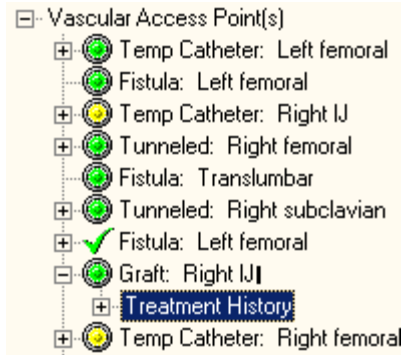 Vascular Access Point(s)
Temp Catheter: Left femoral
Fistula: Left femoral
Temp Catheter: Right IJ
Tunneled: Right femoral
Fistula: Translumbar
Tunneled: Right subclavian
Fistula: Left femoral
Graft: Right IJ
Treatment History
Temp Catheter: Right femoral